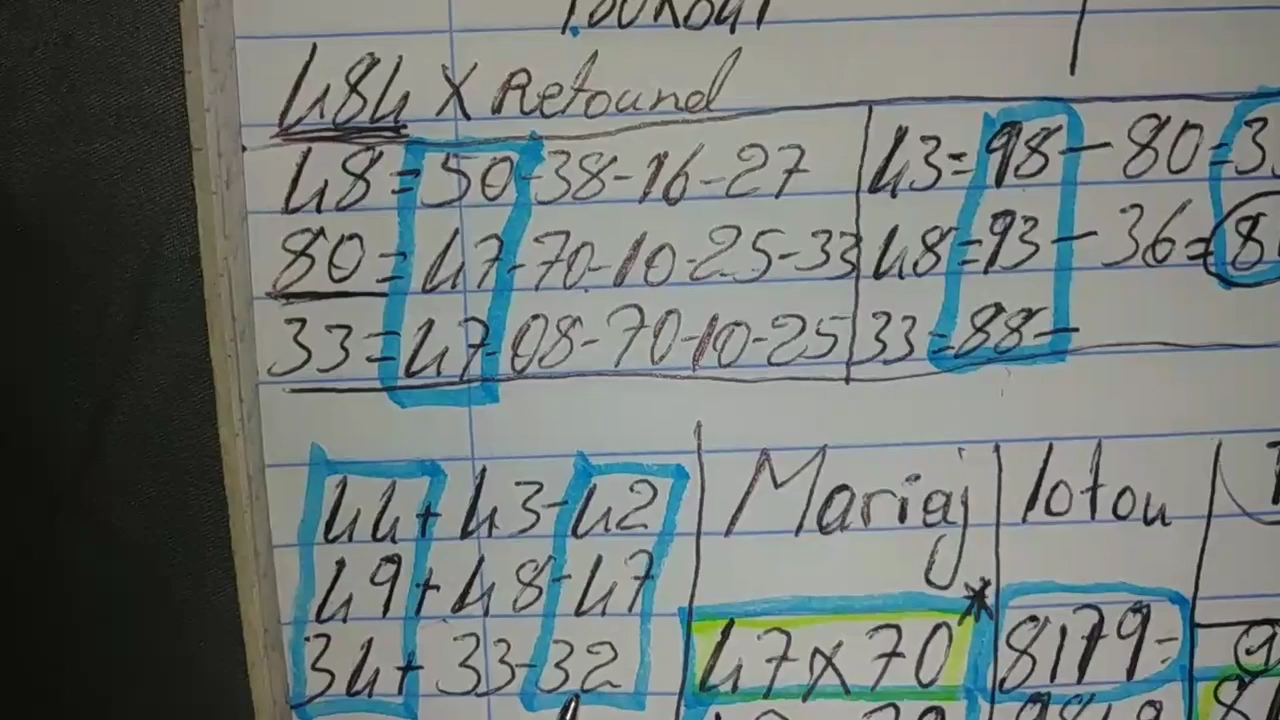 484 X Retound
48=50-38-16-27
80=47-70-10-25-33
33=47-08-70-10-25
43=98-80=3
48=93-36=8
33=88-
44+43-42
49+48-47
34+33-32
Mariaj
lotou
47x70
8179=